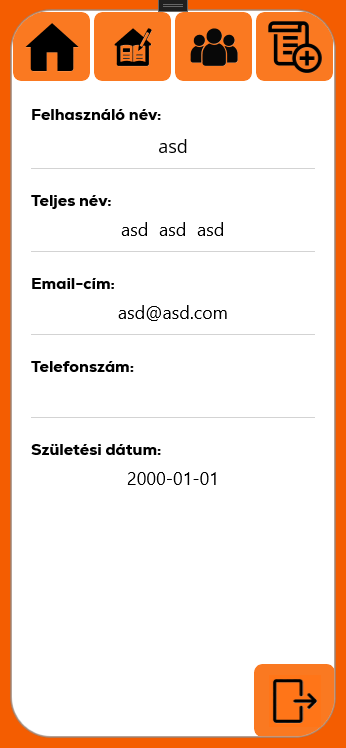 Felhasználó név:
asd
Teljes név:
asd asd asd
Email-cím:
asd@asd.com
Telefonszám:
Születési dátum:
2000-01-01